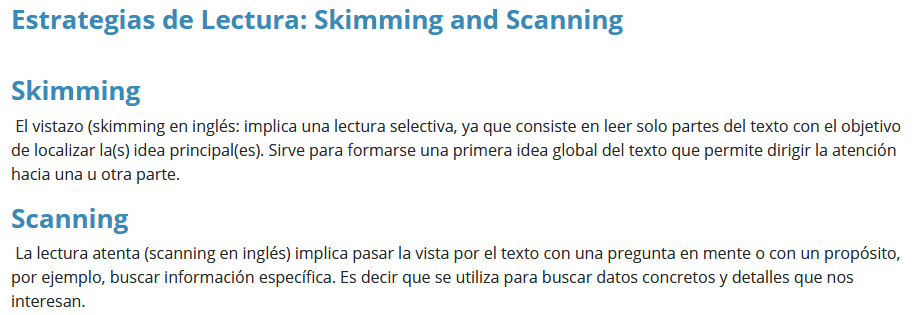 Estrategias de Lectura: Skimming and Scanning
Skimming
El vistazo (skimming en inglés: implica una lectura selectiva, ya que consiste en leer solo partes del texto con el objetivo
de localizar la(s) idea principal(es). Sirve para formarse una primera idea global del texto que permite dirigir la atención
hacia una u otra parte.
Scanning
La lectura atenta (scanning en inglés) implica pasar la vista por el texto con una pregunta en mente o con un propósito,
por ejemplo, buscar información específica. Es decir que se utiliza para buscar datos concretos y detalles que nos
interesan.